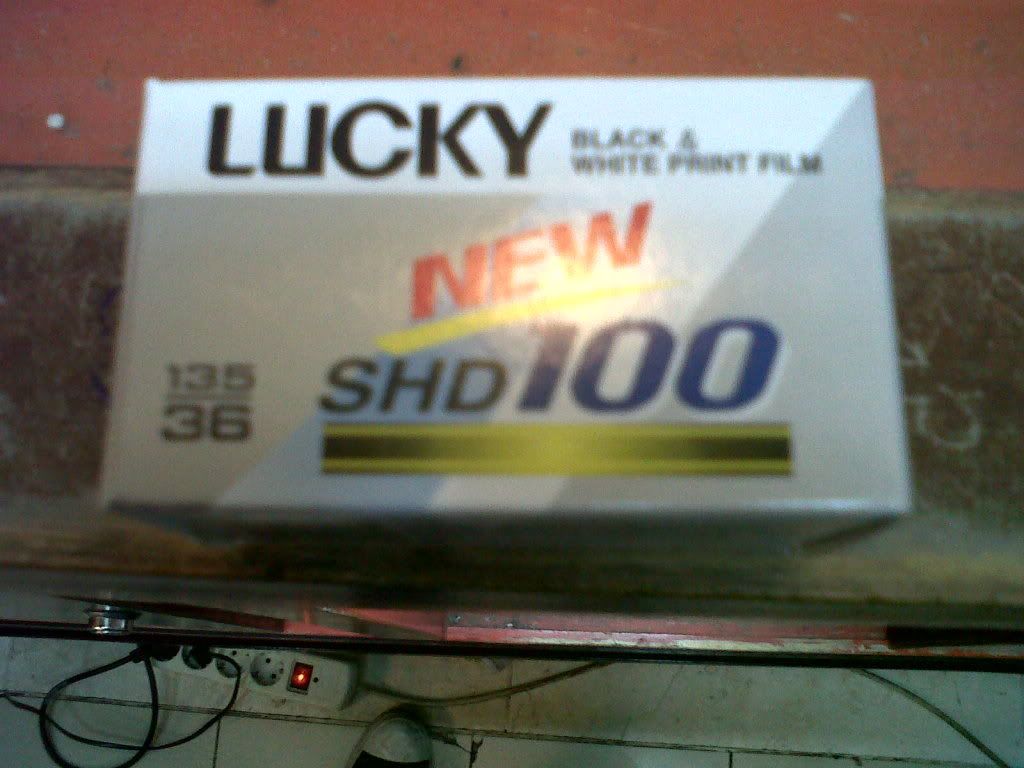 LUCKY
BLACK &
WHITE PRINT FILM
NEW
SHD100
135
36